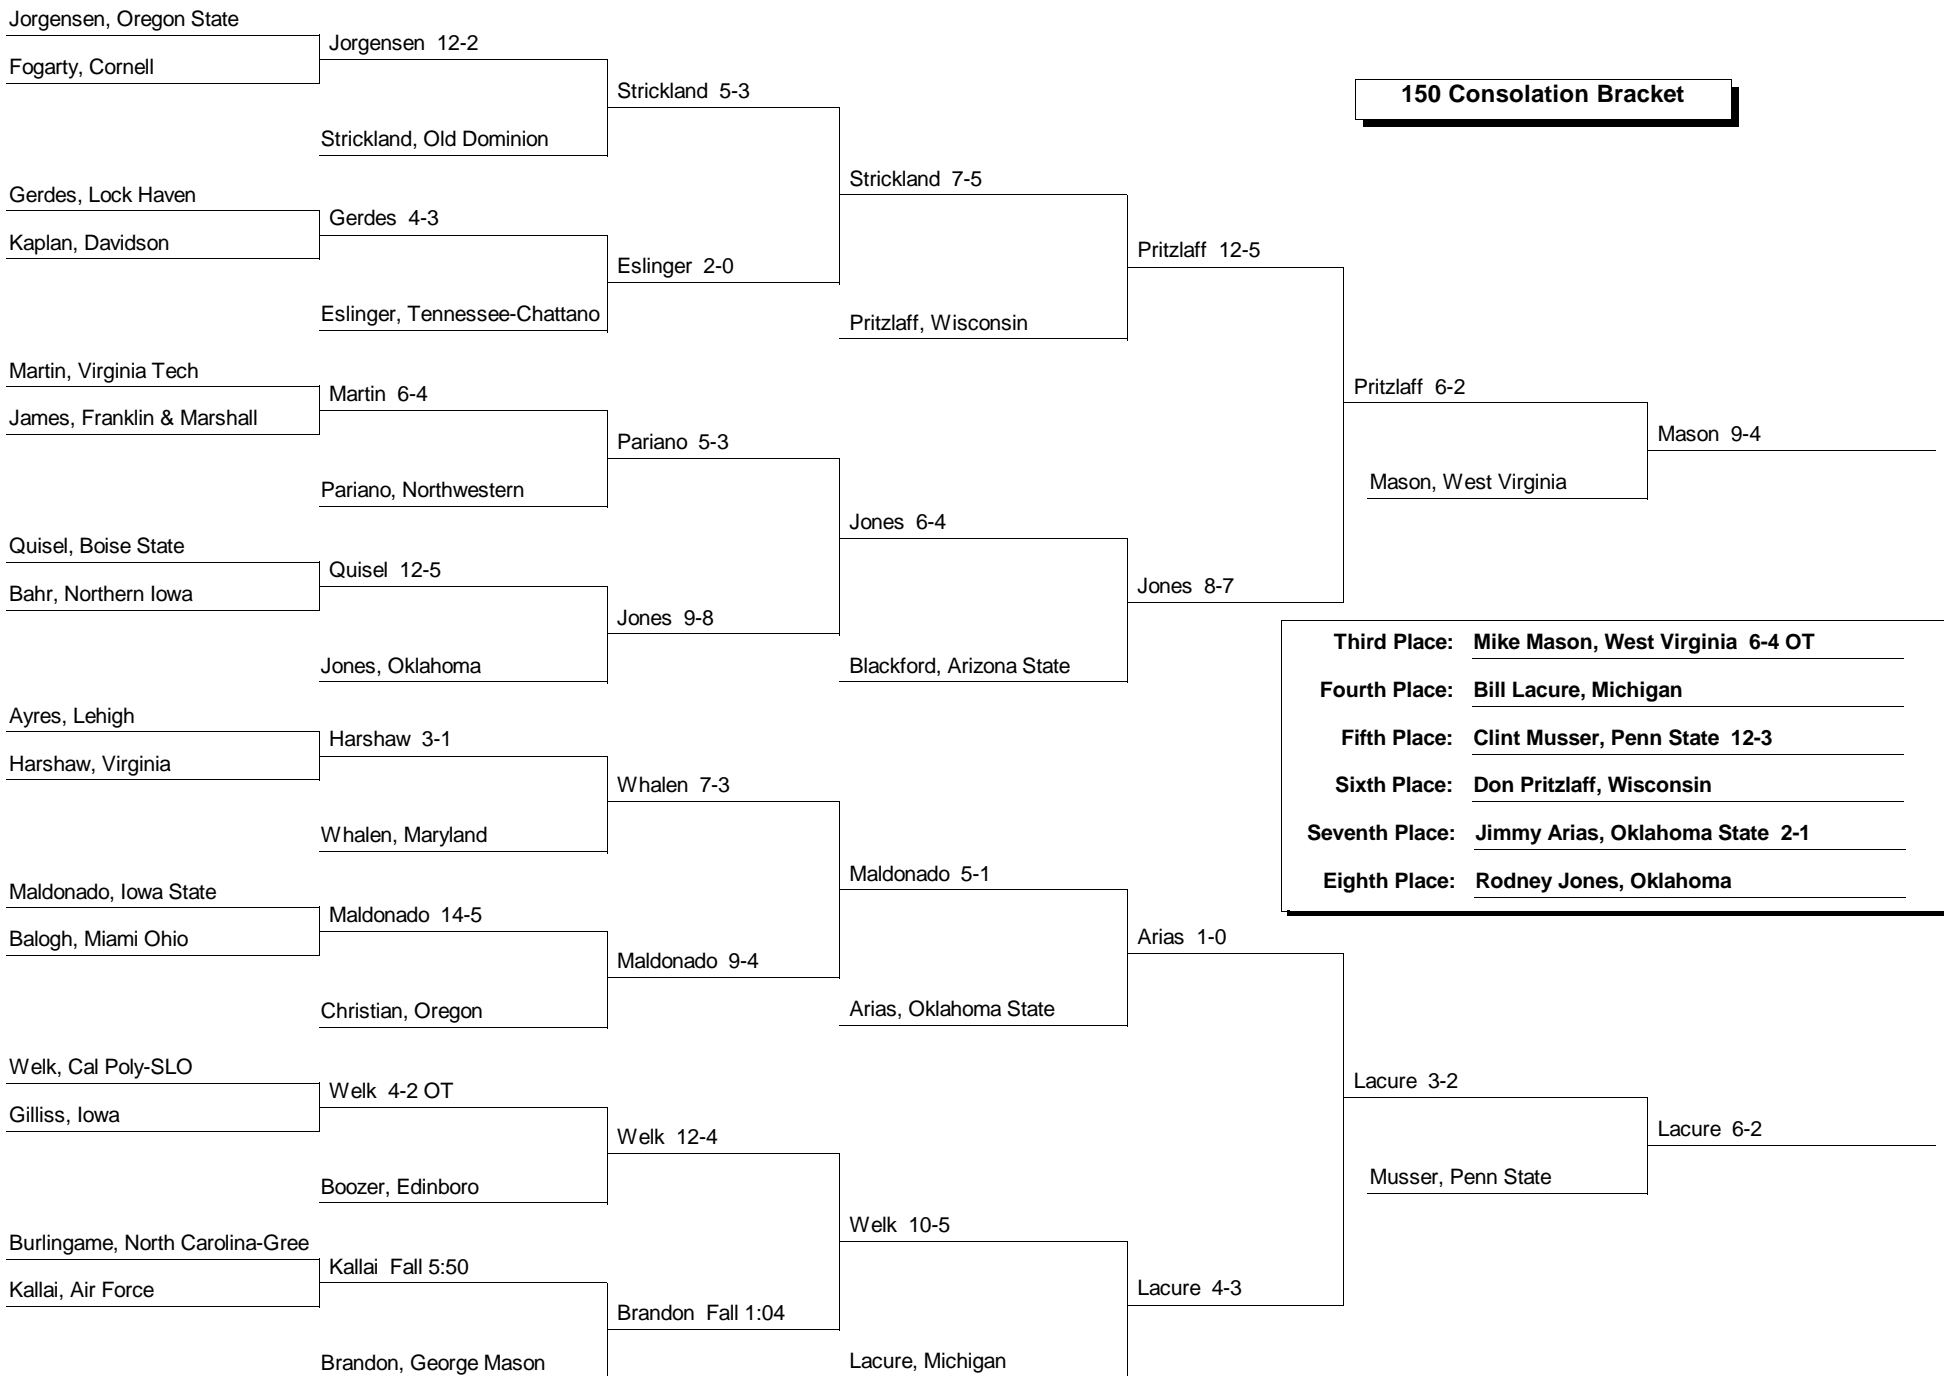 Jorgensen, Oregon State
Jorgensen 12-2
Fogarty, Cornell
Strickland 5-3
150 Consolation Bracket
Strickland, Old Dominion
Strickland 7-5
Gerdes, Lock Haven
Gerdes 4-3
Kaplan, Davidson
Pritzlaff 12-5
Eslinger 2-0
Eslinger, Tennessee-Chattano
Pritzlaff, Wisconsin
Martin, Virginia Tech
Martin 6-4
Pritzlaff 6-2
James, Franklin & Marshall
Pariano 5-3
Mason 9-4
Pariano, Northwestern
Mason, West Virginia
Jones 6-4
Quisel, Boise State
Quisel 12-5
Bahr, Northern Iowa
Jones 8-7
Jones 9-8
Third Place: Mike Mason, West Virginia 6-4 OT
Jones, Oklahoma
Blackford, Arizona State
Fourth Place: Bill Lacure, Michigan
Ayres, Lehigh
Harshaw 3-1
Fifth Place: Clint Musser, Penn State 12-3
Harshaw, Virginia
Whalen 7-3
Sixth Place: Don Pritzlaff, Wisconsin
Whalen, Maryland
Seventh Place: Jimmy Arias, Oklahoma State 2-1
Maldonado 5-1
Eighth Place: Rodney Jones, Oklahoma
Maldonado, Iowa State
Maldonado 14-5
Balogh, Miami Ohio
Arias 1-0
Maldonado 9-4
Christian, Oregon
Arias, Oklahoma State
Welk, Cal Poly-SLO
Welk 4-2 OT
Lacure 3-2
Gilliss, Iowa
Welk 12-4
Lacure 6-2
Boozer, Edinboro
Musser, Penn State
Welk 10-5
Burlingame, North Carolina-Gree
Kallai Fall 5:50
Kallai, Air Force
Lacure 4-3
Brandon Fall 1:04
Brandon, George Mason
Lacure, Michigan